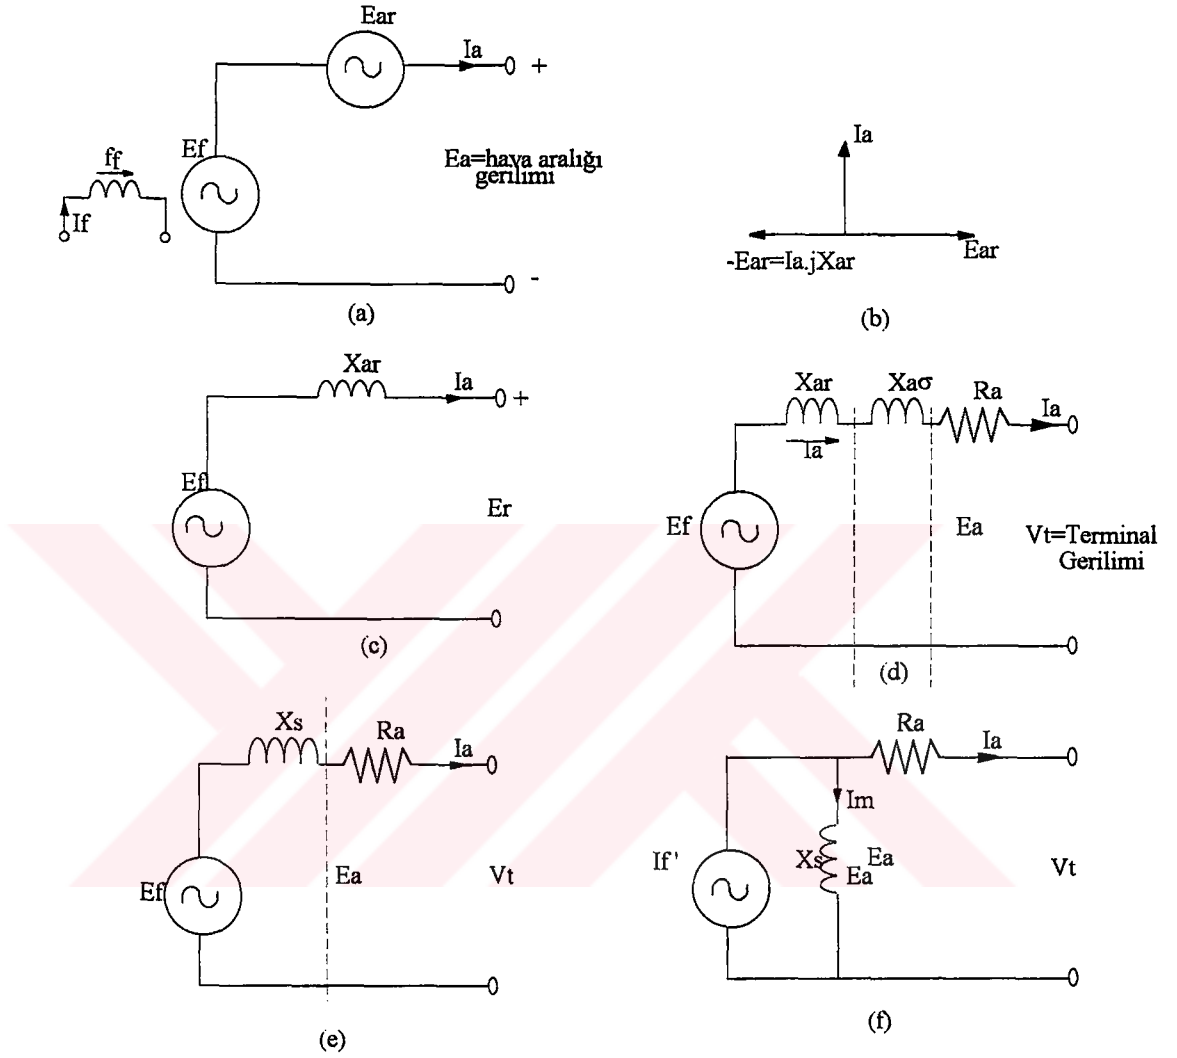 Ear
Ia
+
Ef
ff
If
Ea=hava aralığı
gerilimi
-
(a)
Ia
Ear
-Ear=Ia.jXar
(b)
Xar
Ia
+
Ef
Er
(c)
Xar
Xaσ
Ra
Ia
Ia
Ef
Ea
Vt=Terminal
Gerilimi
(d)
Xs
Ra
Ia
Ef
Ea
Vt
(e)
Ra
Ia
Im
If'
Xs
Ea
Ea
Vt
(f)